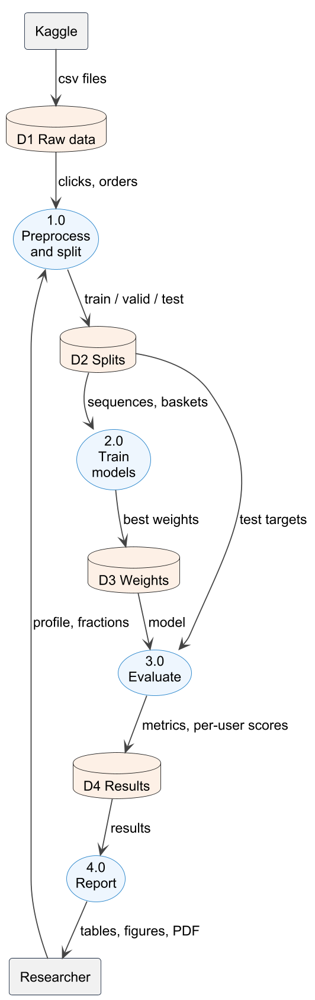 Kaggle
csv files
D1 Raw data
clicks, orders
1.0
Preprocess
and split
train / valid / test
D2 Splits
sequences, baskets
2.0
Train
models
best weights
test targets
D3 Weights
profile, fractions
model
3.0
Evaluate
metrics, per-user scores
D4 Results
results
4.0
Report
tables, figures, PDF
Researcher